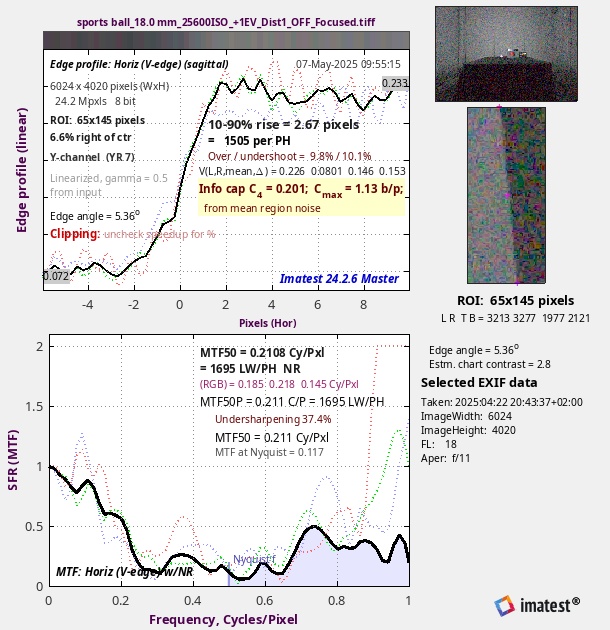 sports ball_18.0 mm_25600ISO_+1EV_Dist1_OFF_Focused.tiff
Edge profile: Horiz (V-edge) (sagittal)
07-May-2025 09:55:15
6024 x 4020 pixels (WxH)
24.2 Mpxls 8 bit
0.233
ROI: 65x145 pixels
6.6% right of ctr
10-90% rise = 2.67 pixels
= 1505 per PH
Y-channel (YR7)
Over / undershoot = 9.8% / 10.1%
V(L,R,mean,Δ) = 0.226 0.0801 0.146 0.153
Linearized, gamma = 0.5
from input
Info cap C4 = 0.201; Cmax = 1.13 b/p;
from mean region noise
Edge angle = 5.36o
Clipping: uncheck speedup for %
0.072
Imatest 24.2.6 Master
Edge profile (linear)
-4 -2 0 2 4 6 8
Pixels (Hor)
ROI: 65x145 pixels
L R T B = 3213 3277 1977 2121
Edge angle = 5.36o
Estm. chart contrast = 2.8
Selected EXIF data
Taken: 2025:04:22 20:43:37+02:00
ImageWidth: 6024
ImageHeight: 4020
FL: 18
Aper: f/11
MTF50 = 0.2108 Cy/Pxl
= 1695 LW/PH NR
(RGB) = 0.185 0.218 0.145 Cy/Pxl
MTF50P = 0.211 C/P = 1695 LW/PH
Undersharpening 37.4%
MTF50 = 0.211 Cy/Pxl
MTF at Nyquist = 0.117
2
1.5
1
0.5
0
SFR (MTF)
Nyquist f
MTF: Horiz (V-edge) w/NR
0 0.2 0.4 0.6 0.8 1
Frequency, Cycles/Pixel
imatest®